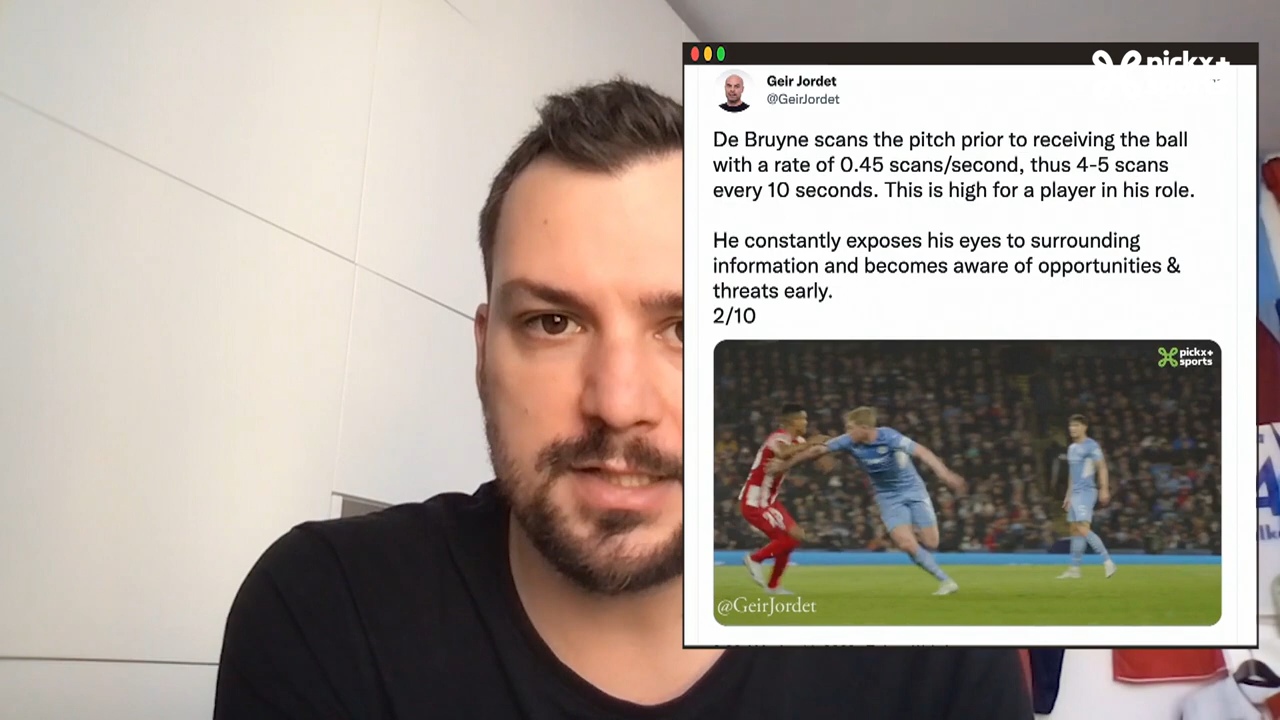 pickx+
Geir Jordet
@GeirJordet
De Bruyne scans the pitch prior to receiving the ball
with a rate of 0.45 scans/second, thus 4-5 scans
every 10 seconds. This is high for a player in his role.
He constantly exposes his eyes to surrounding
information and becomes aware of opportunities &
threats early.
2/10
pickx+
sports
@GeirJordet